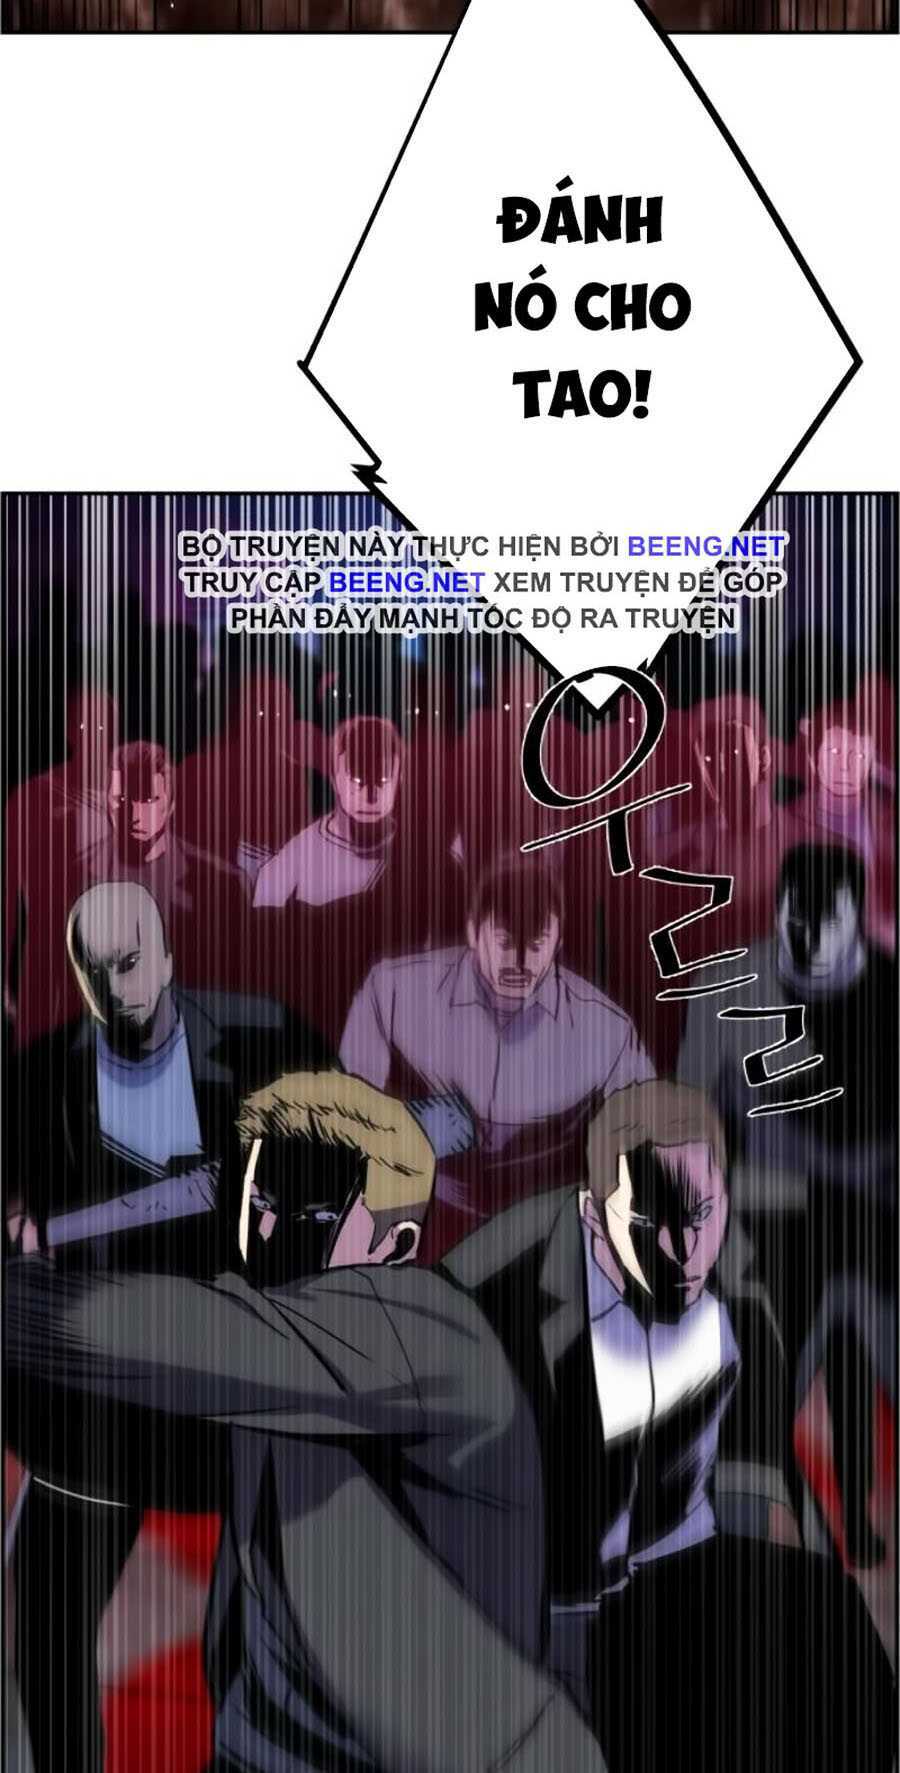 ĐÁNH
NÓ CHO
TAO!
BỘ TRUYỆN NÀY THỰC HIỆN BỞI BEENG.NET
TRUY CẬP BEENG.NET XEM TRUYỆN ĐỂ GÓP
PHẦN ĐẨY MẠNH TỐC ĐỘ RA TRUYỆN
우르르